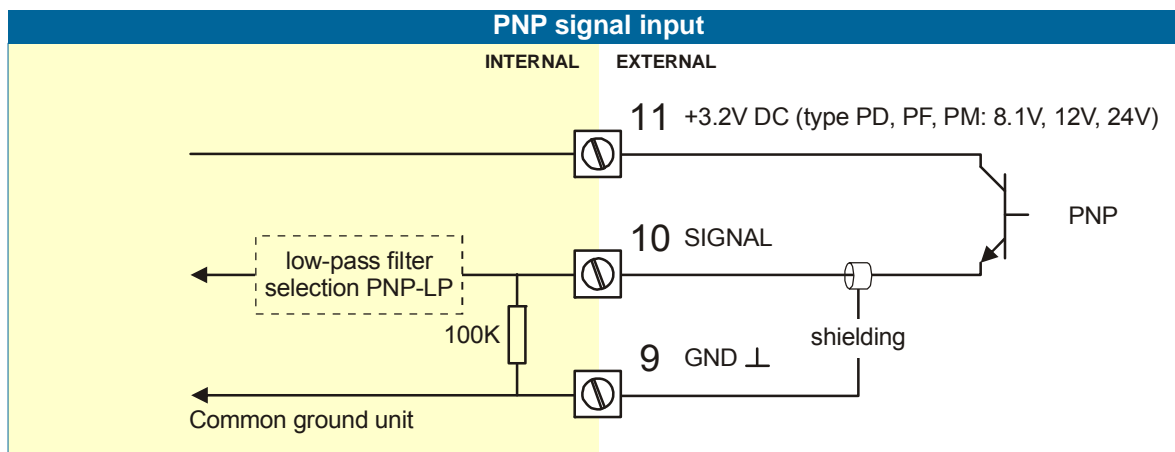 PNP signal input
INTERNAL EXTERNAL
11 +3.2V DC (type PD, PF, PM: 8.1V, 12V, 24V)
PNP
10 SIGNAL
low-pass filter
selection PNP-LP
100K
shielding
9 GND ⊥
Common ground unit